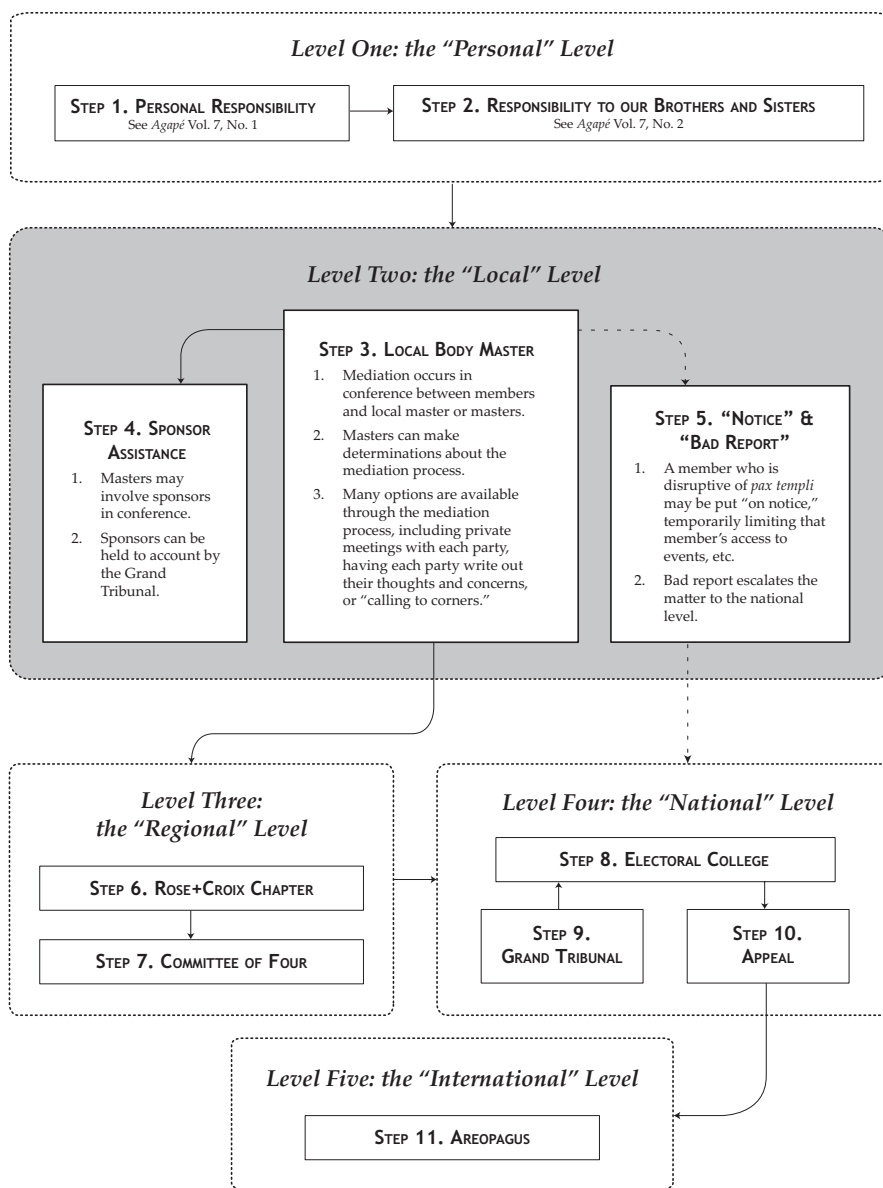 Level One: the “Personal” Level
Step 1. Personal Responsibility
See Agapé Vol. 7, No. 1
Step 2. Responsibility to our Brothers and Sisters
See Agapé Vol. 7, No. 2
Level Two: the “Local” Level
Step 3. Local Body Master
1. Mediation occurs in
conference between members
and local master or masters.
2. Masters can make
determinations about the
mediation process.
3. Many options are available
through the mediation
process, including private
meetings with each party,
having each party write out
their thoughts and concerns,
or “calling to corners.”
Step 4. Sponsor
Assistance
1. Masters may
involve sponsors
in conference.
2. Sponsors can be
held to account by
the Grand
Tribunal.
Step 5. “Notice” &
“Bad Report”
1. A member who is
disruptive of pax templi
may be put “on notice,”
temporarily limiting that
member’s access to
events, etc.
2. Bad report escalates the
matter to the national
level.
Level Three:
the “Regional” Level
Step 6. Rose+Croix Chapter
Step 7. Committee of Four
Level Four: the “National” Level
Step 8. Electoral College
Step 9.
Grand Tribunal
Step 10.
Appeal
Level Five: the “International” Level
Step 11. Areopagus